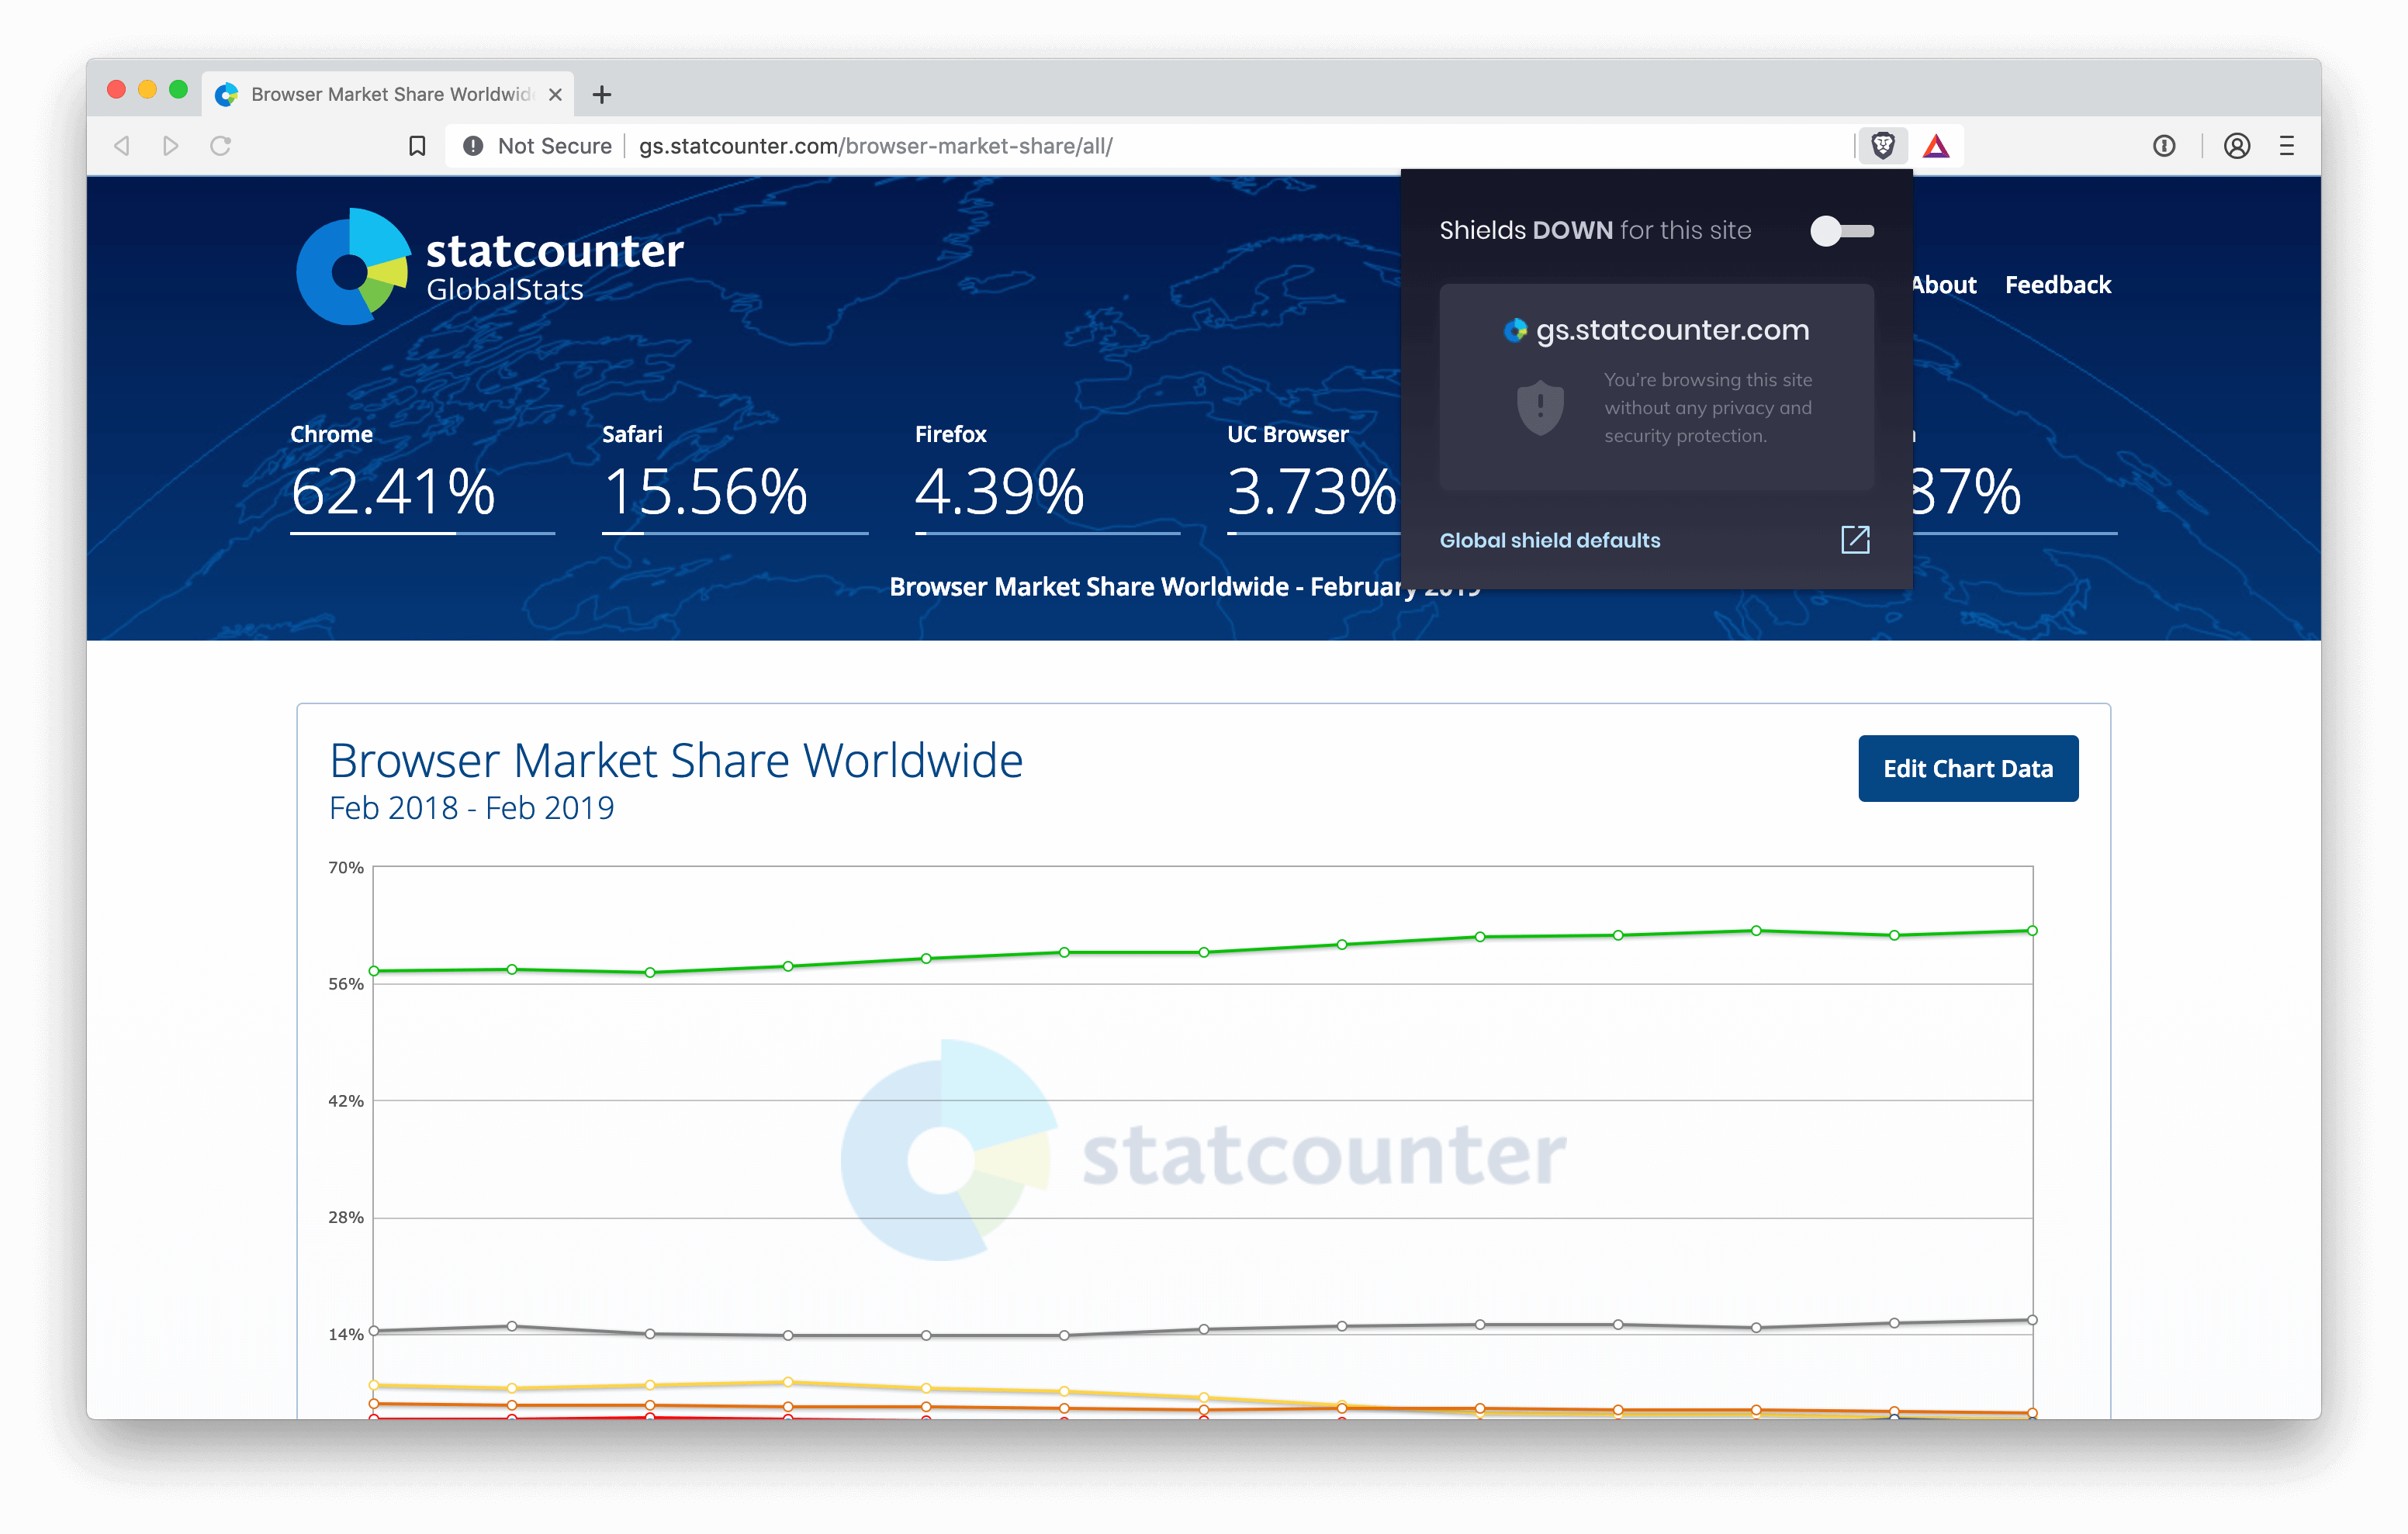 Browser Market Share Worldwid
Not Secure
gs.statcounter.com/browser-market-share/all/
statcounter
GlobalStats
About
Feedback
Shields DOWN for this site
gs.statcounter.com
You're browsing this site
without any privacy and
security protection.
Global shield defaults
Chrome
62.41%
Safari
15.56%
Firefox
4.39%
UC Browser
3.73%
87%
Browser Market Share Worldwide - February 2019
Browser Market Share Worldwide
Feb 2018 - Feb 2019
Edit Chart Data
70%
56%
42%
28%
14%
statcounter